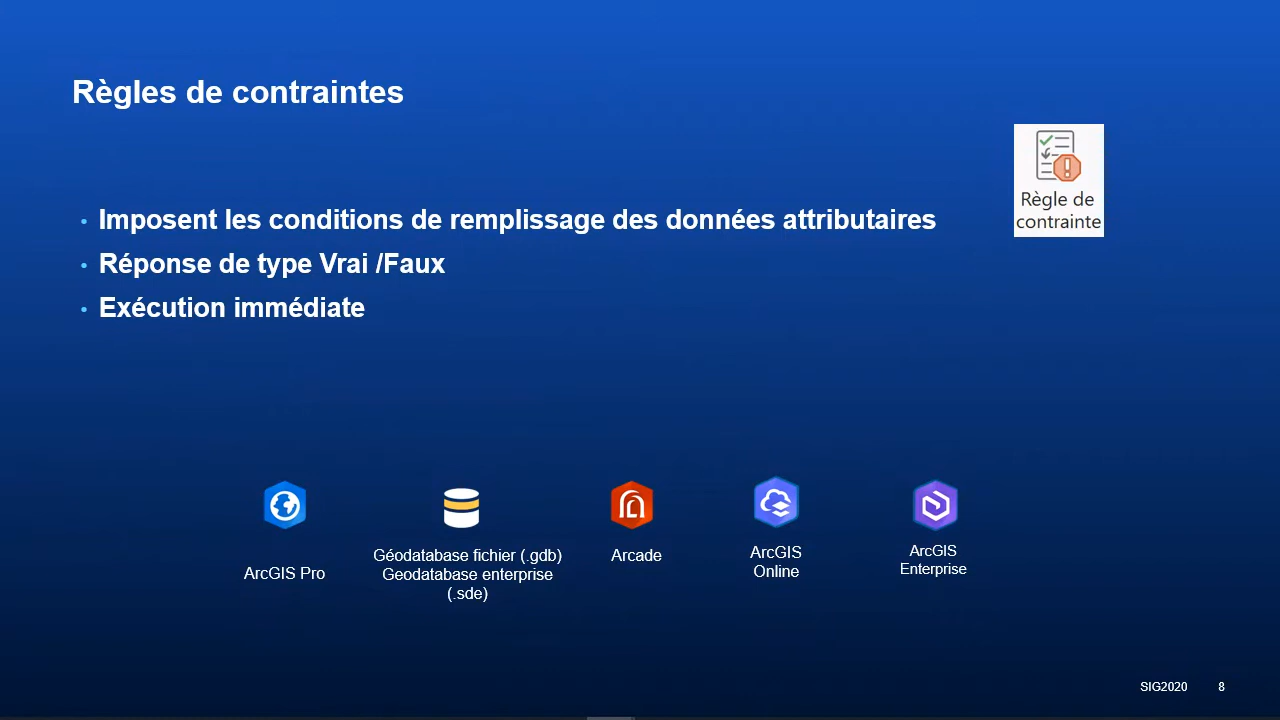 Règles de contraintes
Règle de
contrainte
• Imposent les conditions de remplissage des données attributaires
• Réponse de type Vrai /Faux
• Exécution immédiate
ArcGIS Pro
Géodatabase fichier (.gdb)
Geodatabase enterprise
(.sde)
Arcade
ArcGIS
Online
ArcGIS
Enterprise
SIG2020 8